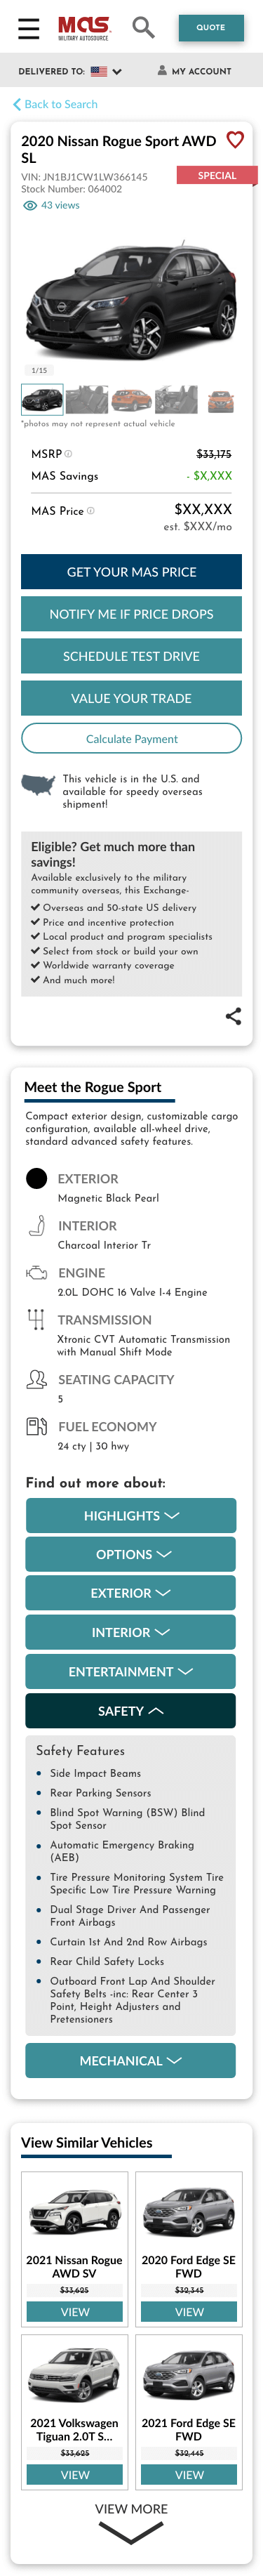 MAS
MILITARY AUTOSOURCE
QUOTE
DELIVERED TO:
MY ACCOUNT
Back to Search
2020 Nissan Rogue Sport AWD
SL
VIN: JN1BJ1CW1LW366145
SPECIAL
Stock Number: 064002
43 views
1/15
*photos may not represent actual vehicle
MSRP $33,175
MAS Savings - $X,XXX
MAS Price $XX,XXX
est. $XXX/mo
GET YOUR MAS PRICE
NOTIFY ME IF PRICE DROPS
SCHEDULE TEST DRIVE
VALUE YOUR TRADE
Calculate Payment
This vehicle is in the U.S. and
available for speedy overseas
shipment!
Eligible? Get much more than
savings!
Available exclusively to the military
community overseas, this Exchange-
Overseas and 50-state US delivery
Price and incentive protection
Local product and program specialists
Select from stock or build your own
Worldwide warranty coverage
And much more!
Meet the Rogue Sport
Compact exterior design, customizable cargo
configuration, available all-wheel drive,
standard advanced safety features.
EXTERIOR
Magnetic Black Pearl
INTERIOR
Charcoal Interior Tr
ENGINE
2.0L DOHC 16 Valve I-4 Engine
TRANSMISSION
Xtronic CVT Automatic Transmission
with Manual Shift Mode
SEATING CAPACITY
5
FUEL ECONOMY
24 cty | 30 hwy
Find out more about:
HIGHLIGHTS
OPTIONS
EXTERIOR
INTERIOR
ENTERTAINMENT
SAFETY
Safety Features
Side Impact Beams
Rear Parking Sensors
Blind Spot Warning (BSW) Blind
Spot Sensor
Automatic Emergency Braking
(AEB)
Tire Pressure Monitoring System Tire
Specific Low Tire Pressure Warning
Dual Stage Driver And Passenger
Front Airbags
Curtain 1st And 2nd Row Airbags
Rear Child Safety Locks
Outboard Front Lap And Shoulder
Safety Belts -inc: Rear Center 3
Point, Height Adjusters and
Pretensioners
MECHANICAL
View Similar Vehicles
2021 Nissan Rogue
AWD SV
$33,625
VIEW
2020 Ford Edge SE
FWD
$32,345
VIEW
2021 Volkswagen
Tiguan 2.0T S...
$33,625
VIEW
2021 Ford Edge SE
FWD
$32,445
VIEW
VIEW MORE